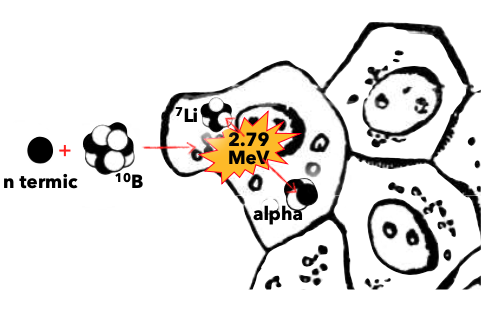 ⁷Li
2.79
MeV
+
n termic
¹⁰B
alpha